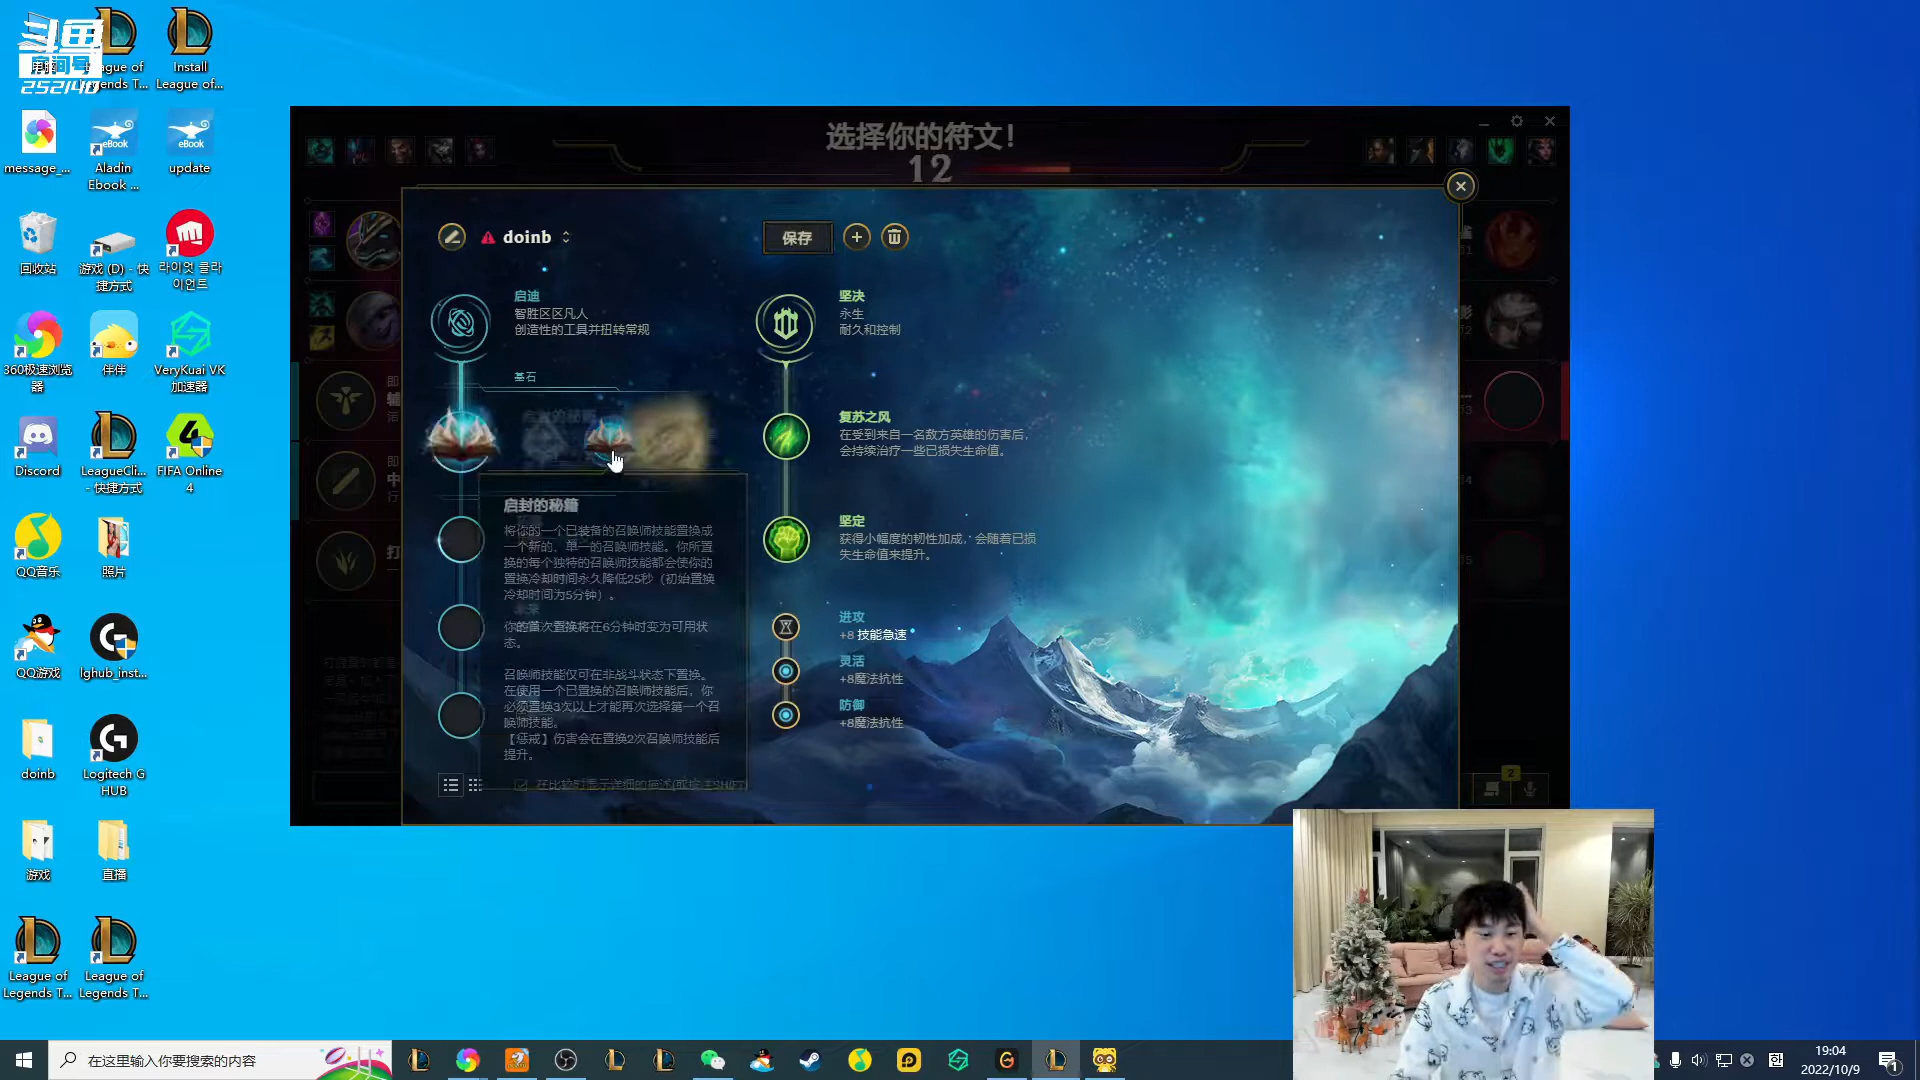 斗鱼
房间号
252140
League of
Legends T...
Install
League of...
message_...
Aladin
Ebook ...
update
回收站
游戏 (D) - 快
捷方式
라이엇 클라
이언트
360极速浏览
器
伴伴
VeryKuai VK
加速器
Discord
LeagueCli...
- 快捷方式
FIFA Online
4
QQ音乐
照片
QQ游戏
lghub_inst...
doinb
Logitech G
HUB
游戏
直播
League of
Legends T...
League of
Legends T...
选择你的符文!
12
doinb
保存
启迪
智胜区区凡人
创造性的工具并扭转常规
基石
启封的秘籍
将你的一个已装备的召唤师技能置换成
一个新的、单一的召唤师技能。你所置
换的每个独特的召唤师技能都会使你的
置换冷却时间永久降低25秒（初始置换
冷却时间为5分钟）。
你的首次置换将在6分钟时变为可用状
态。
召唤师技能仅可在非战斗状态下置换。
在使用一个已置换的召唤师技能后，你
必须置换3次以上才能再次选择第一个召
唤师技能。
【惩戒】伤害会在置换2次召唤师技能后
提升。
坚决
永生
耐久和控制
复苏之风
在受到来自一名敌方英雄的伤害后，
会持续治疗一些已损失生命值。
坚定
获得小幅度的韧性加成，会随着已损
失生命值来提升。
进攻
+8 技能急速
灵活
+8魔法抗性
防御
+8魔法抗性
2
在这里输入你要搜索的内容
한
19:04
2022/10/9
1